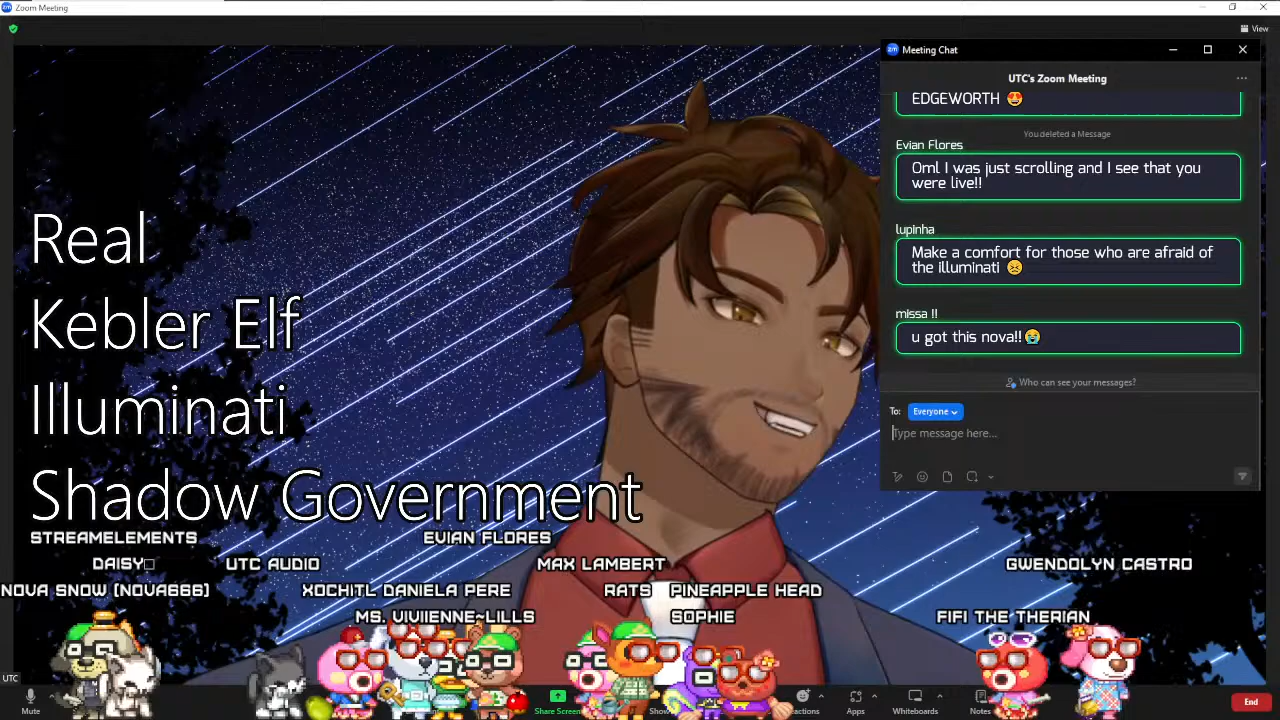 Zoom Meeting
View
Meeting Chat
UTC's Zoom Meeting
EDGEWORTH 😍
You deleted a Message
Evian Flores
Oml I was just scrolling and I see that you
were live!!
lupinha
Make a comfort for those who are afraid of
the illuminati 😣
missa !!
u got this nova!!😭
Who can see your messages?
To: Everyone
Type message here...
Real
Kebler Elf
Illuminati
Shadow Government
STREAMELEMENTS
EVIAN FLORES
DAISY□
UTC AUDIO
MAX LAMBERT
GWENDOLYN CASTRO
NOVA SNOW [NOVA666]
XOCHITL DANIELA PERE
RATS
PINEAPPLE HEAD
MS. VIVIIENNE~LILLS
SOPHIE
FIFI THE THERIAN
UTC
Mute
Share Screen
Apps
Whiteboards
Notes
End